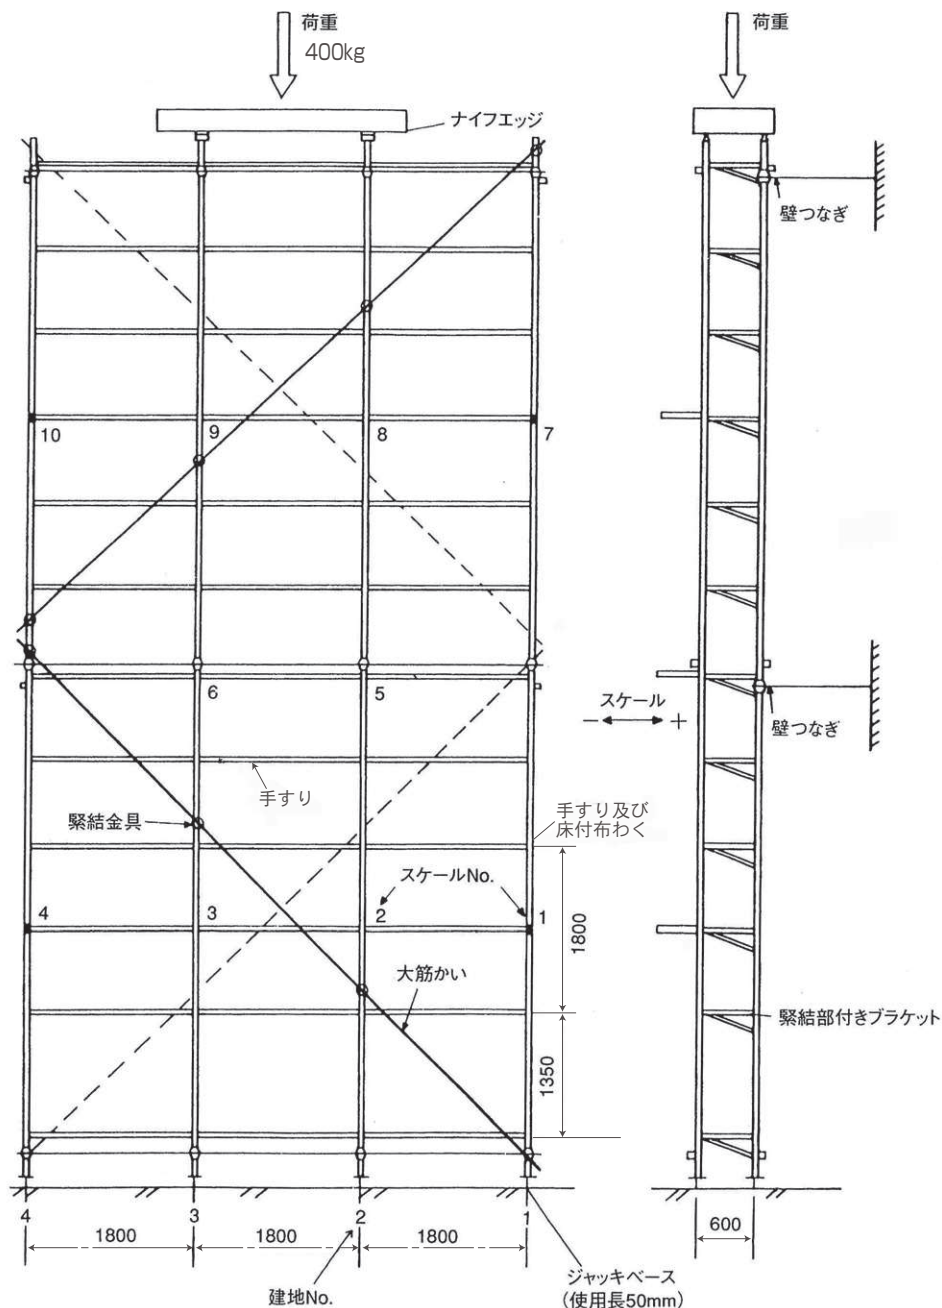 荷重
400kg
荷重
ナイフエッジ
壁つなぎ
10
9
8
7
6
5
スケール
− +
壁つなぎ
手すり
緊結金具
手すり及び
床付布わく
スケールNo.
4
3
2
1
1800
大筋かい
緊結部付きブラケット
1350
4
3
2
1
1800
1800
1800
600
建地No.
ジャッキベース
(使用長50mm)